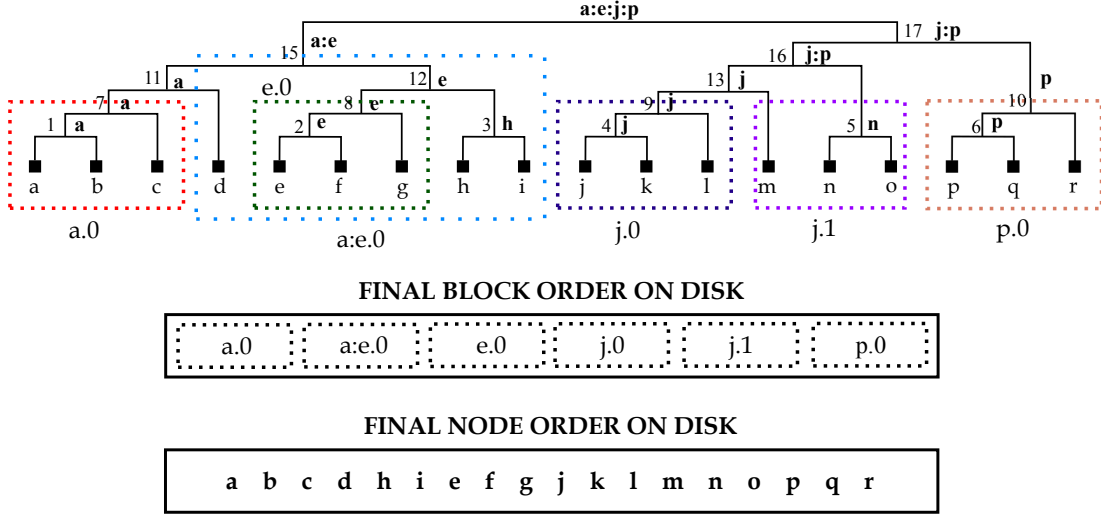 a:e:j:p
15 a:e 17 j:p
16 j:p
11 a 12 e 13 j p
e.0
7 a 8 e 9 j 10
1 a 2 e 3 h 4 j 5 n 6 p
a b c d e f g h i j k l m n o p q r
a.0 a:e.0 j.0 j.1 p.0
FINAL BLOCK ORDER ON DISK
a.0 a:e.0 e.0 j.0 j.1 p.0
FINAL NODE ORDER ON DISK
a b c d h i e f g j k l m n o p q r